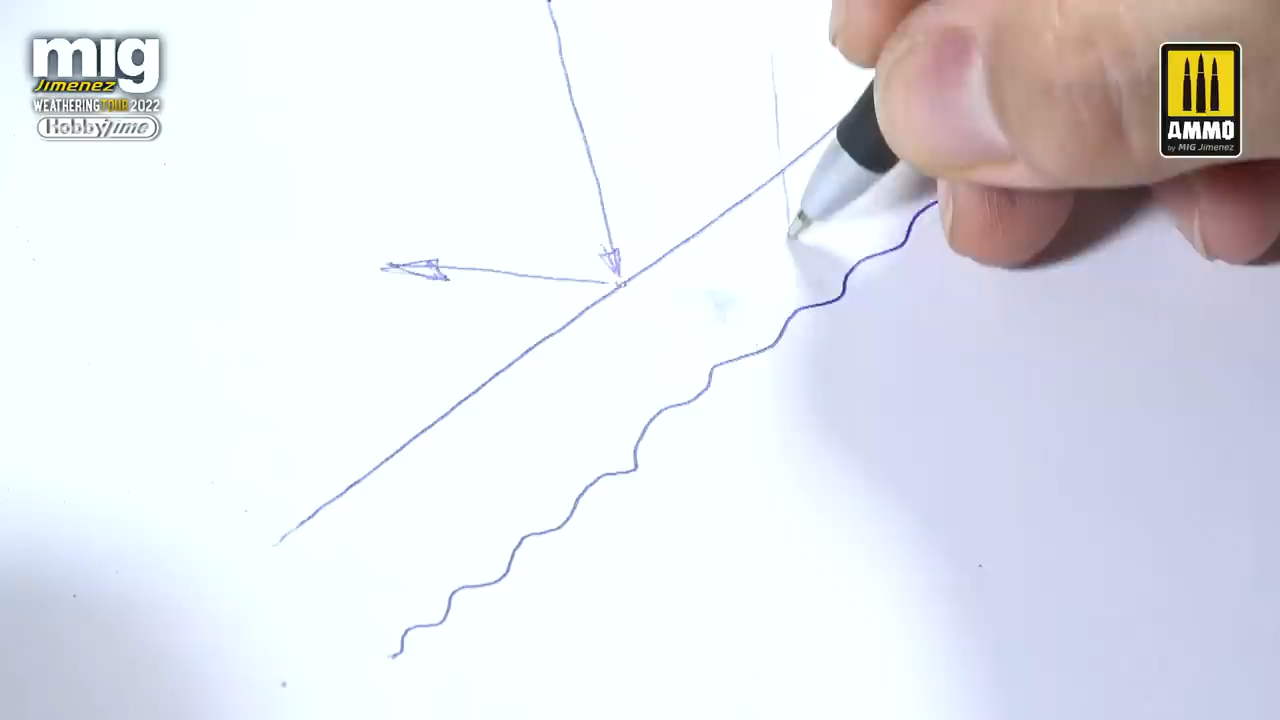 mig
Jimenez
WEATHERING TOUR 2022
HobbyTime
AMMO
by MIG Jimenez